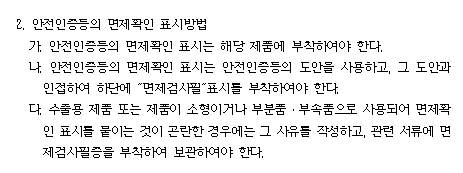 2. 안전인증등의 면제확인 표시방법
가. 안전인증등의 면제확인 표시는 해당 제품에 부착하여야 한다.
나. 안전인증등의 면제확인 표시는 안전인증등의 도안을 사용하고, 그 도안과
인접하여 하단에 "면제검사필"표시를 부착하여야 한다.
다. 수출용 제품 또는 제품이 소형이거나 부분품·부속품으로 사용되어 면제확
인 표시를 붙이는 것이 곤란한 경우에는 그 사유를 작성하고, 관련 서류에 면
제검사필증을 부착하여 보관하여야 한다.